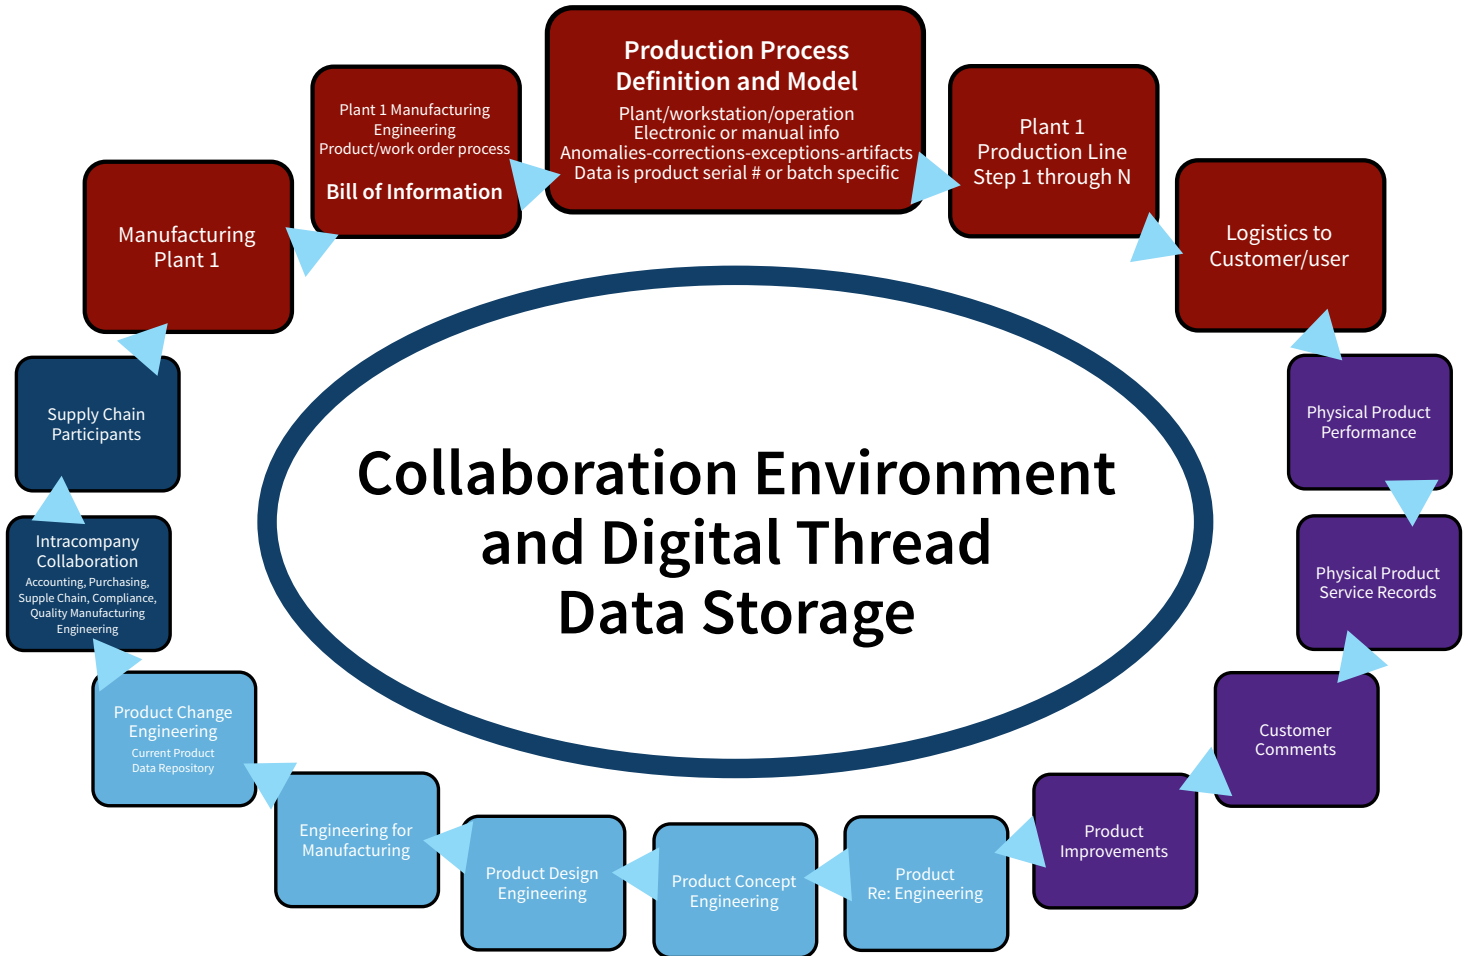 Production Process
Definition and Model
Plant/workstation/operation
Electronic or manual info
Anomalies-corrections-exceptions-artifacts
Data is product serial # or batch specific
Plant 1 Manufacturing
Engineering
Product/work order process
Bill of Information
Plant 1
Production Line
Step 1 through N
Manufacturing
Plant 1
Logistics to
Customer/user
Supply Chain
Participants
Physical Product
Performance
Collaboration Environment
and Digital Thread
Data Storage
Intracompany
Collaboration
Accounting, Purchasing,
Supple Chain, Compliance,
Quality Manufacturing
Engineering
Physical Product
Service Records
Product Change
Engineering
Current Product
Data Repository
Customer
Comments
Engineering for
Manufacturing
Product
Improvements
Product Design
Engineering
Product Concept
Engineering
Product
Re: Engineering